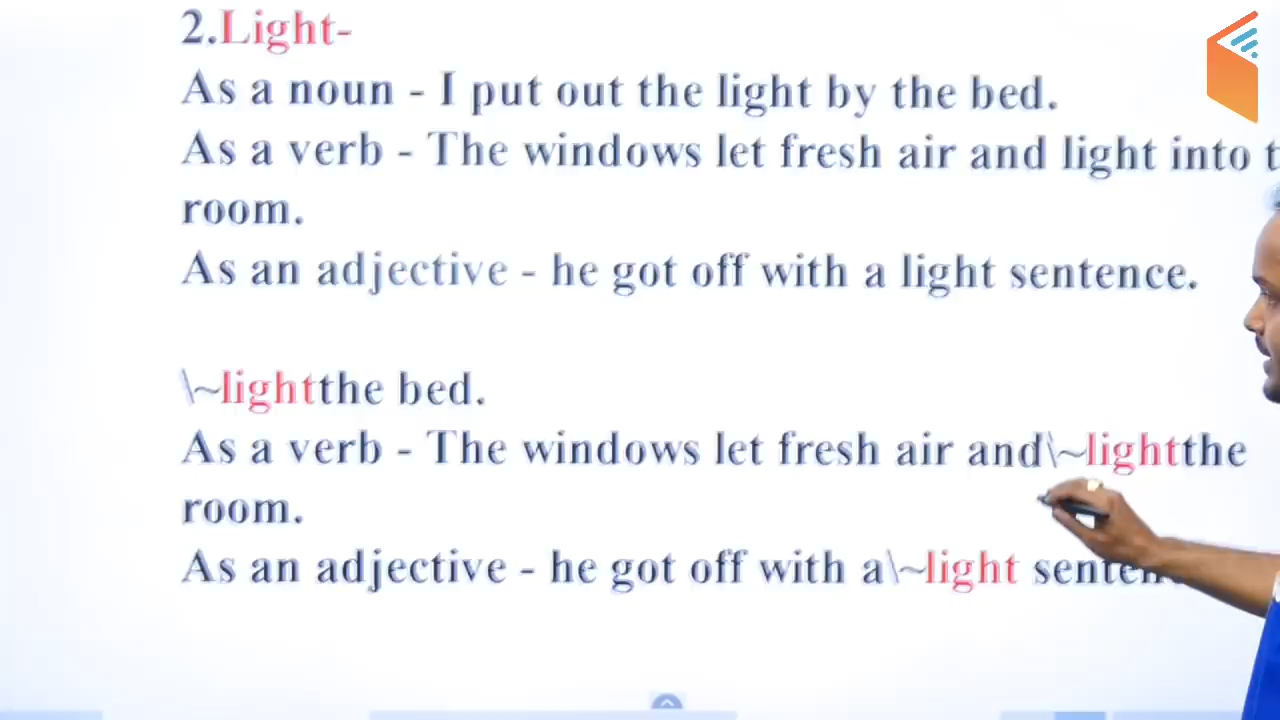 2.Light-
As a noun - I put out the light by the bed.
As a verb - The windows let fresh air and light into
room.
As an adjective - he got off with a light sentence.
\~lightthe bed.
As a verb - The windows let fresh air and\~lightthe
room.
As an adjective - he got off with a\~light